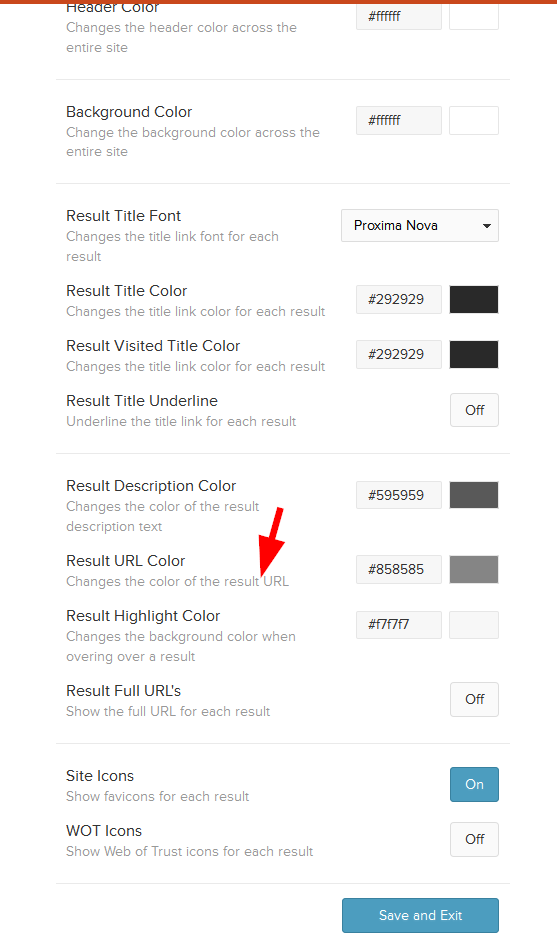 Header Color
#ffffff
Changes the header color across the
entire site
Background Color
#ffffff
Change the background color across the
entire site
Result Title Font
Proxima Nova
Changes the title link font for each
result
Result Title Color
#292929
Changes the title link color for each result
Result Visited Title Color
#292929
Changes the title link color for each result
Result Title Underline
Off
Underline the title link for each result
Result Description Color
#595959
Changes the color of the result
description text
Result URL Color
#858585
Changes the color of the result URL
Result Highlight Color
#f7f7f7
Changes the background color when
overing over a result
Result Full URL's
Off
Show the full URL for each result
Site Icons
On
Show favicons for each result
WOT Icons
Off
Show Web of Trust icons for each result
Save and Exit